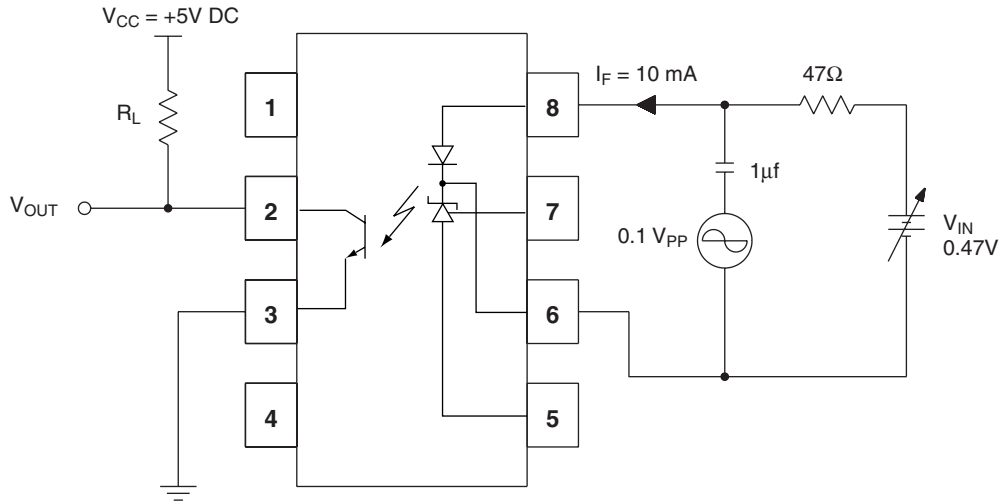 V_CC = +5V DC
R_L
V_OUT
1
2
3
4
8
7
6
5
I_F = 10 mA
47Ω
1μf
0.1 V_PP
V_IN
0.47V